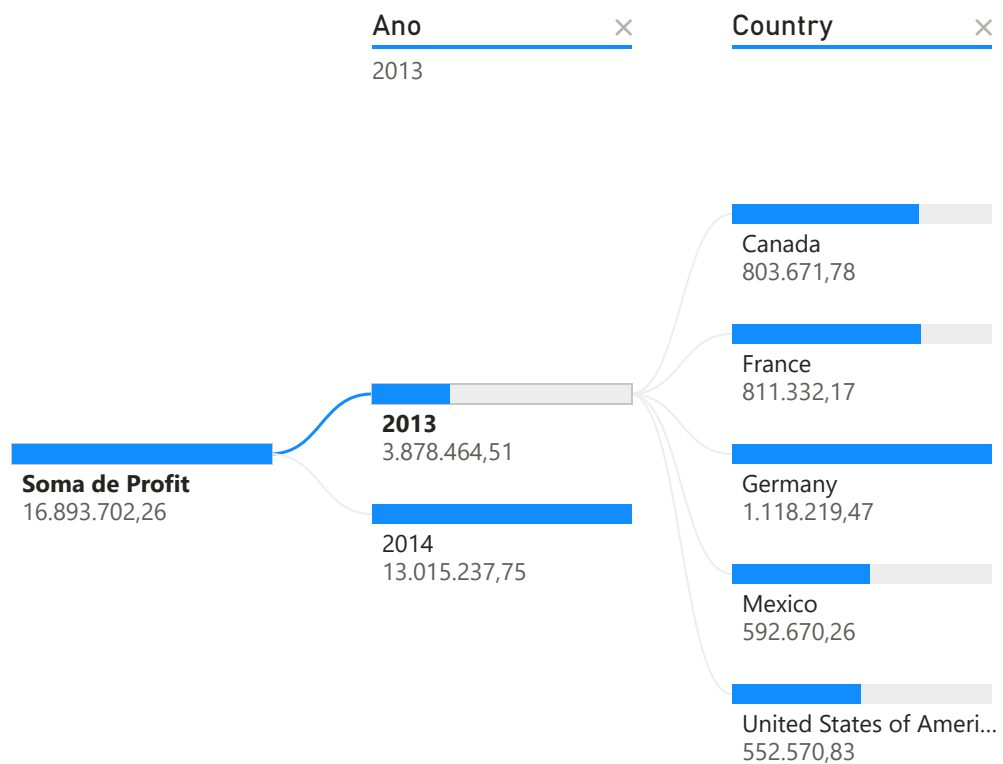 Ano
Country
2013
Canada
803.671,78
France
811.332,17
2013
3.878.464,51
Soma de Profit
16.893.702,26
Germany
1.118.219,47
2014
13.015.237,75
Mexico
592.670,26
United States of Ameri...
552.570,83